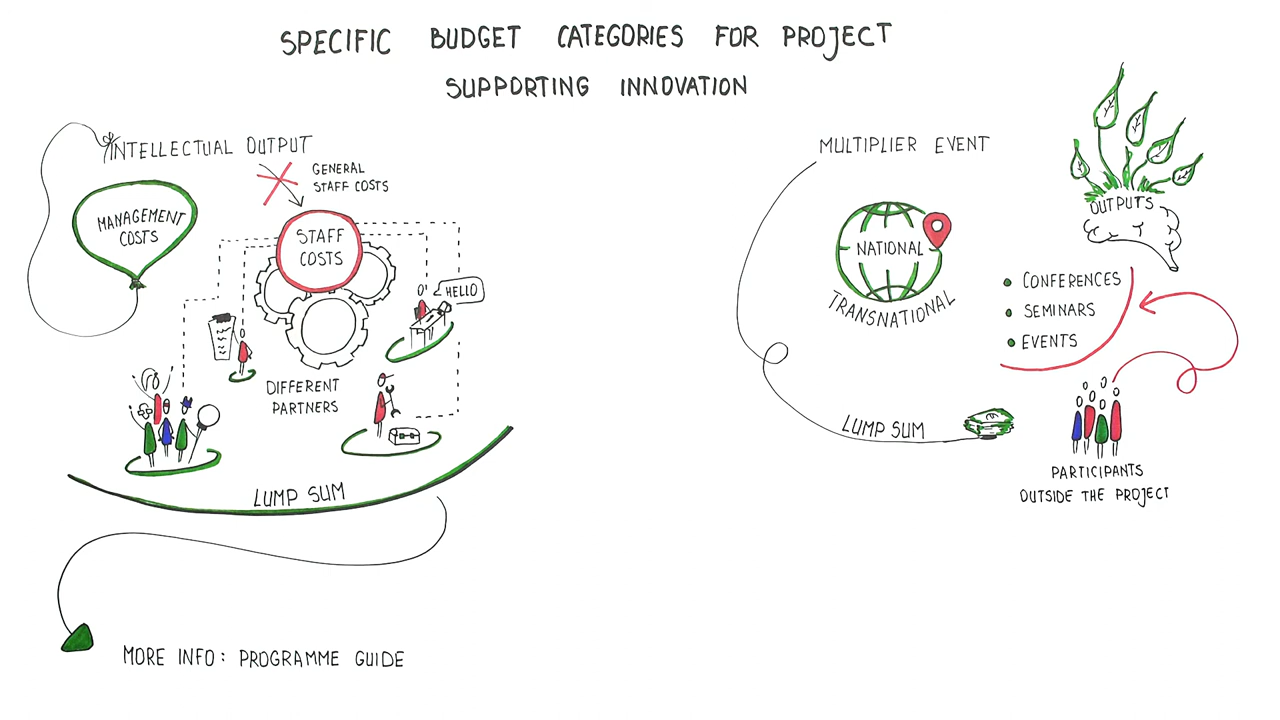 SPECIFIC BUDGET CATEGORIES FOR PROJECT
SUPPORTING INNOVATION
INTELLECTUAL OUTPUT
GENERAL
STAFF COSTS
MANAGEMENT
COSTS
STAFF
COSTS
HELLO
DIFFERENT
PARTNERS
LUMP SUM
MORE INFO: PROGRAMME GUIDE
MULTIPLIER EVENT
NATIONAL
TRANSNATIONAL
OUTPUTS
CONFERENCES
SEMINARS
EVENTS
LUMP SUM
PARTICIPANTS
OUTSIDE THE PROJECT